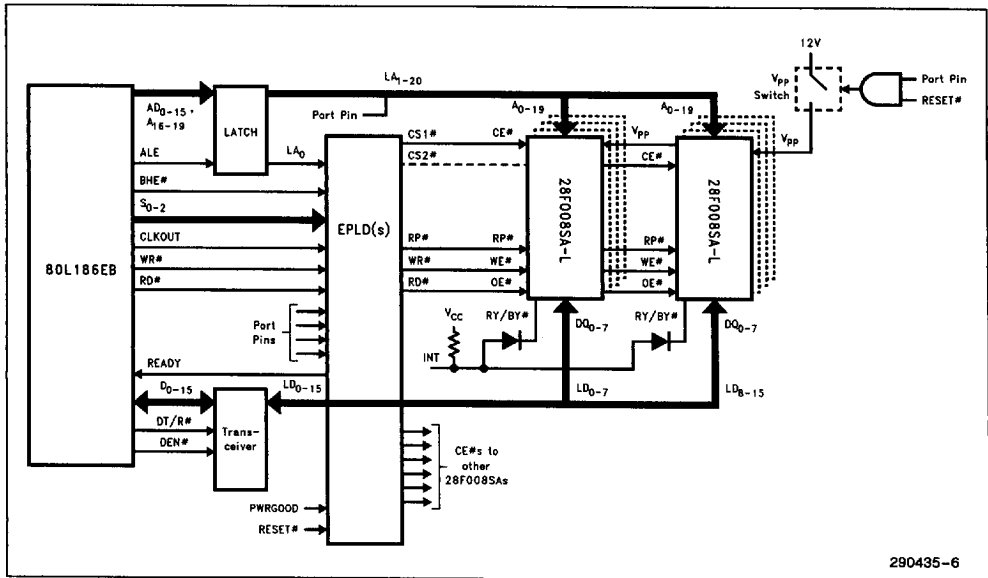 12V
LA1-20
VPP
Switch
Port Pin
RESET#
AD0-15,
A16-19
Port Pin
A0-19
A0-19
LATCH
VPP
VPP
ALE
LA0
CS1#
CE#
CS2#
CE#
BHE#
S0-2
28F008SA-L
28F008SA-L
EPLD(s)
CLKOUT
RP#
RP#
RP#
80L186EB
WR#
WR#
WE#
WE#
RD#
RD#
OE#
OE#
Port
Pins
VCC
RY/BY#
DQ0-7
RY/BY#
DQ0-7
INT
READY
D0-15
LD0-15
LD0-7
LD8-15
DT/R#
DEN#
Trans-
ceiver
CE#s to
other
28F008SAs
PWRGOOD
RESET#
290435-6